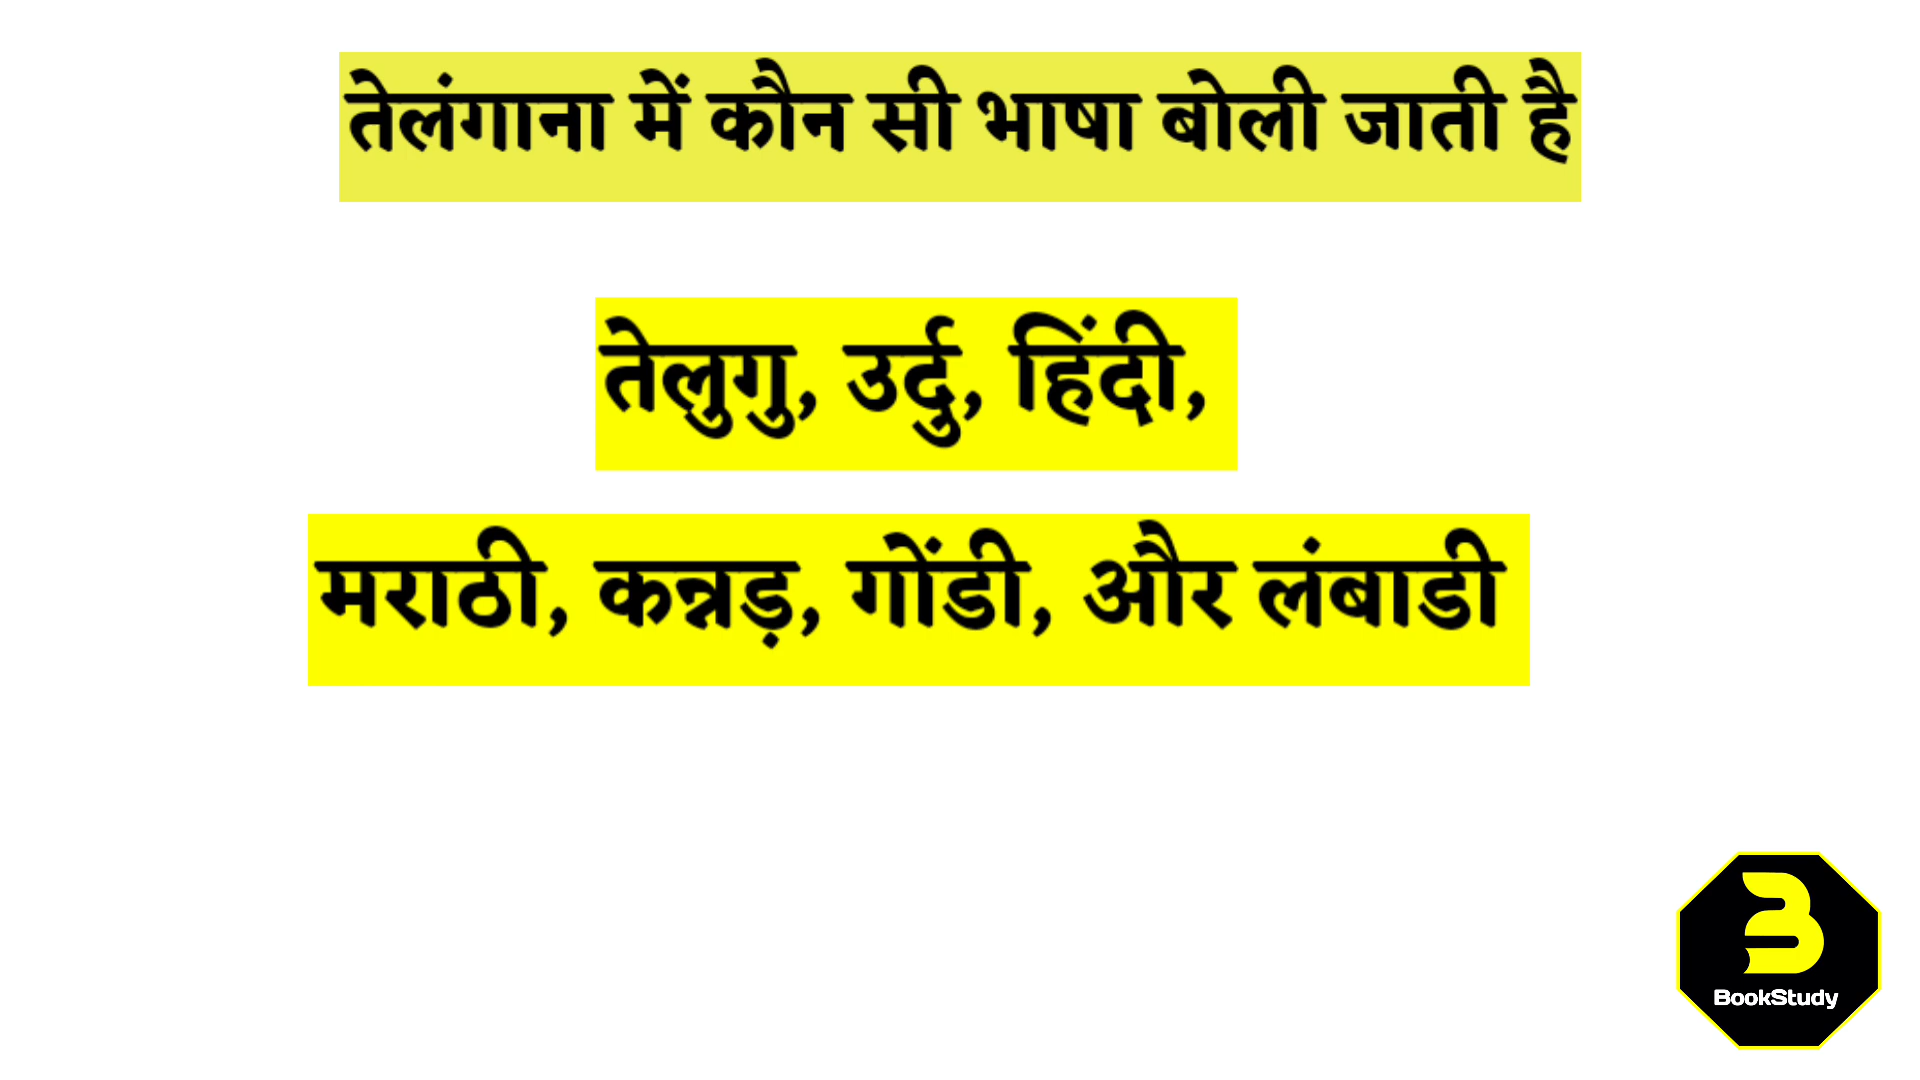 तेलंगाना में कौन सी भाषा बोली जाती है
तेलुगु, उर्दु, हिंदी,
मराठी, कन्नड़, गोंडी, और लंबाडी
BookStudy